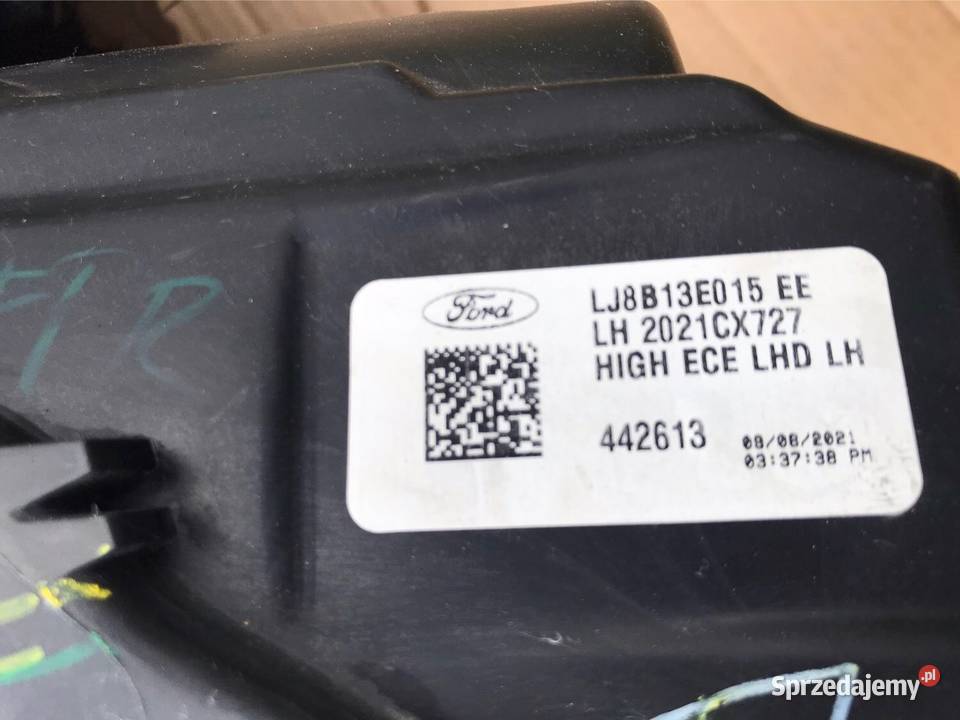 Ford
LJ8B13E015 EE
LH 2021CX727
HIGH ECE LHD LH
442613
08/08/2021
03:37:38 PM
Sprzedajemy.pl